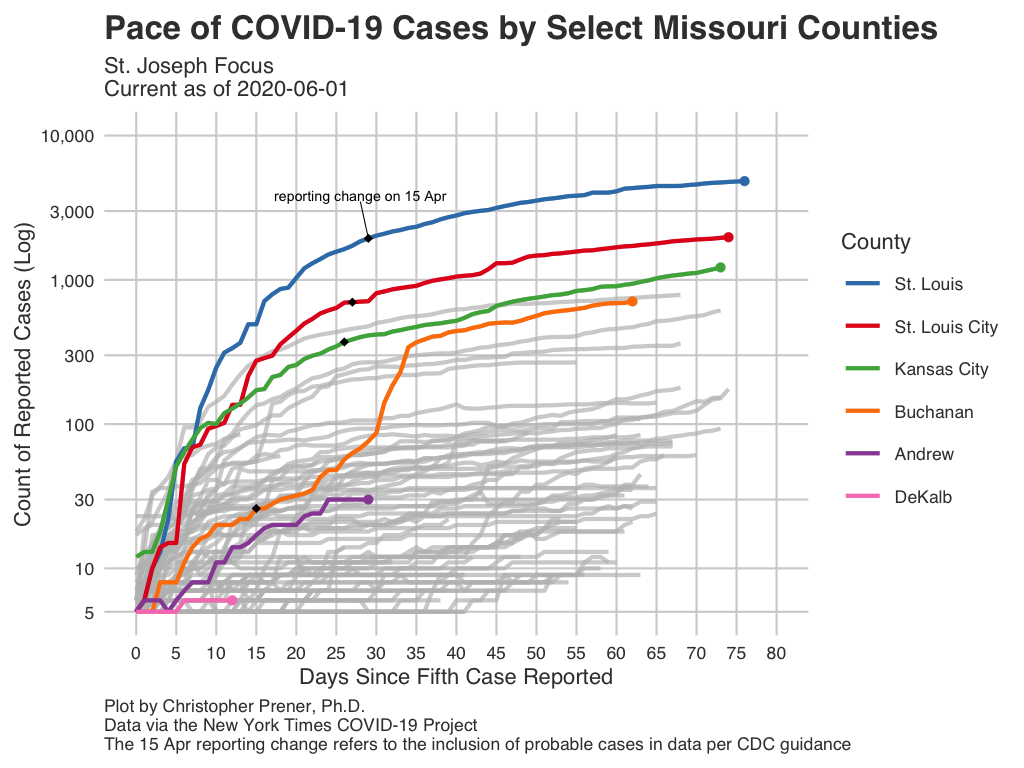 Pace of COVID-19 Cases by Select Missouri Counties
St. Joseph Focus
Current as of 2020-06-01
10,000
3,000
1,000
300
100
30
10
5
Count of Reported Cases (Log)
reporting change on 15 Apr
0 5 10 15 20 25 30 35 40 45 50 55 60 65 70 75 80
Days Since Fifth Case Reported
County
St. Louis
St. Louis City
Kansas City
Buchanan
Andrew
DeKalb
Plot by Christopher Prener, Ph.D.
Data via the New York Times COVID-19 Project
The 15 Apr reporting change refers to the inclusion of probable cases in data per CDC guidance